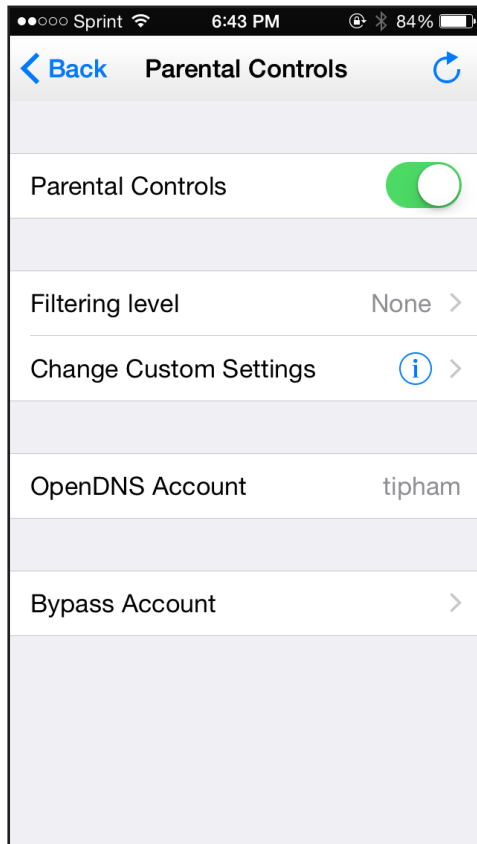 Sprint 6:43 PM 84%
Back Parental Controls
Parental Controls
Filtering level None
Change Custom Settings i
OpenDNS Account tipham
Bypass Account